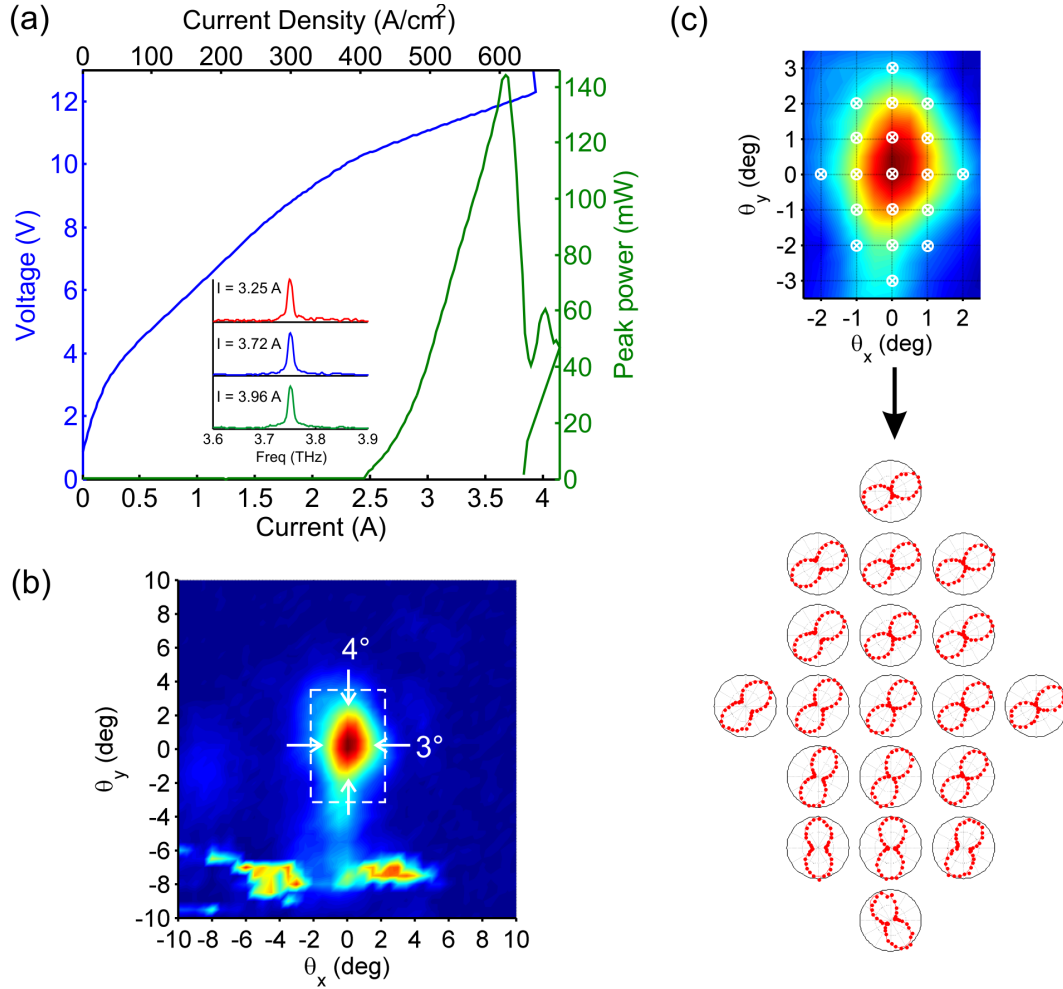 (a)
Current Density (A/cm²)
0 100 200 300 400 500 600
Voltage (V)
12
10
8
6
4
2
0
140
120
100
80
60
40
20
0
Peak power (mW)
I = 3.25 A
I = 3.72 A
I = 3.96 A
3.6 3.7 3.8 3.9
Freq (THz)
0 0.5 1 1.5 2 2.5 3 3.5 4
Current (A)
(b)
10
8
6
4
2
0
-2
-4
-6
-8
-10
θy (deg)
4°
3°
-10 -8 -6 -4 -2 0 2 4 6 8 10
θx (deg)
(c)
3
2
1
0
-1
-2
-3
θy (deg)
-2 -1 0 1 2
θx (deg)